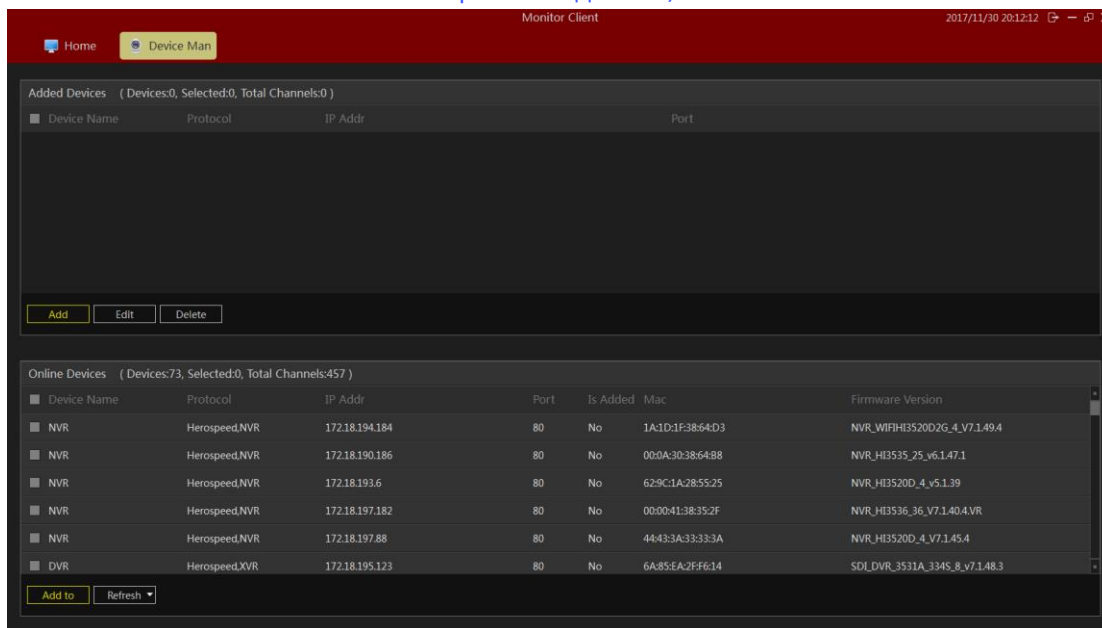 Monitor Client
2017/11/30 20:12:12
Home
Device Man
Added Devices ( Devices:0, Selected:0, Total Channels:0 )
Device Name Protocol IP Addr Port
Add Edit Delete
Online Devices ( Devices:73, Selected:0, Total Channels:457 )
Device Name Protocol IP Addr Port Is Added Mac Firmware Version
NVR Herospeed,NVR 172.18.194.184 80 No 1A:1D:1F:38:64:D3 NVR_WIFIHI3520D2G_4_V7.1.49.4
NVR Herospeed,NVR 172.18.190.186 80 No 00:0A:30:38:64:B8 NVR_HI3535_25_v6.1.47.1
NVR Herospeed,NVR 172.18.193.6 80 No 62:9C:1A:28:55:25 NVR_HI3520D_4_v5.1.39
NVR Herospeed,NVR 172.18.197.182 80 No 00:00:41:38:35:2F NVR_HI3536_36_V7.1.40.4.VR
NVR Herospeed,NVR 172.18.197.88 80 No 44:43:3A:33:33:3A NVR_HI3520D_4_V7.1.45.4
DVR Herospeed,XVR 172.18.195.123 80 No 6A:85:EA:2F:F6:14 SDI_DVR_3531A_334S_8_v7.1.48.3
Add to Refresh